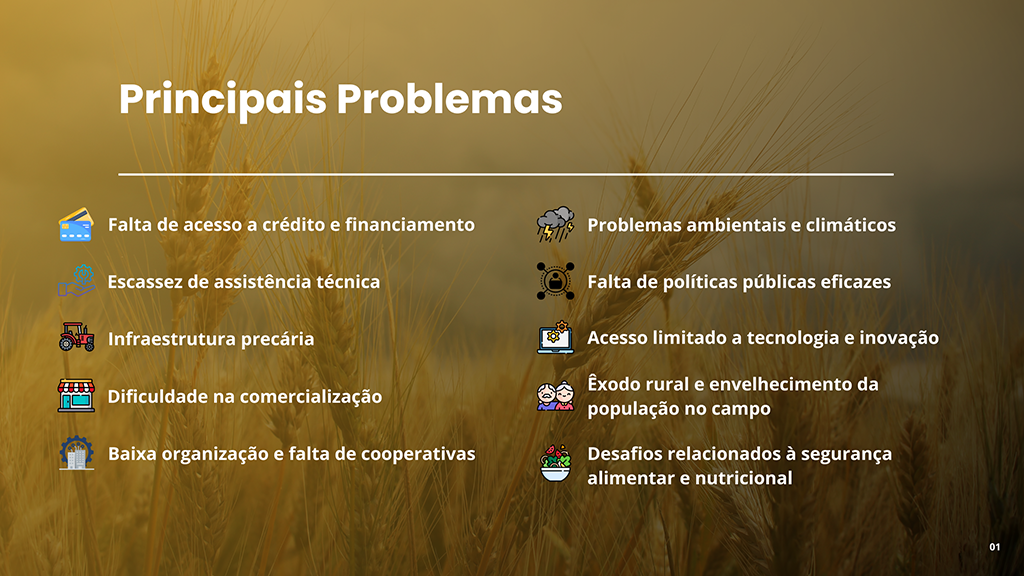 Principais Problemas
Falta de acesso a crédito e financiamento
Escassez de assistência técnica
Infraestrutura precária
Dificuldade na comercialização
Baixa organização e falta de cooperativas
Problemas ambientais e climáticos
Falta de políticas públicas eficazes
Acesso limitado a tecnologia e inovação
Êxodo rural e envelhecimento da
população no campo
Desafios relacionados à segurança
alimentar e nutricional
01